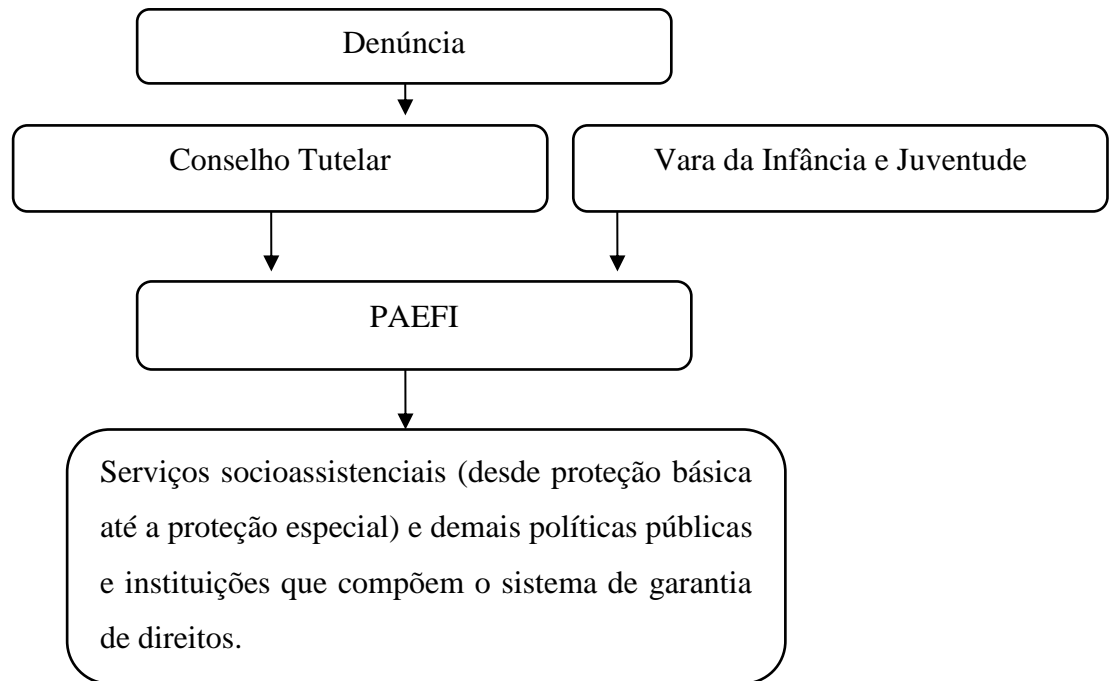 Denúncia
Conselho Tutelar
Vara da Infância e Juventude
PAEFI
Serviços socioassistenciais (desde proteção básica
até a proteção especial) e demais políticas públicas
e instituições que compõem o sistema de garantia
de direitos.